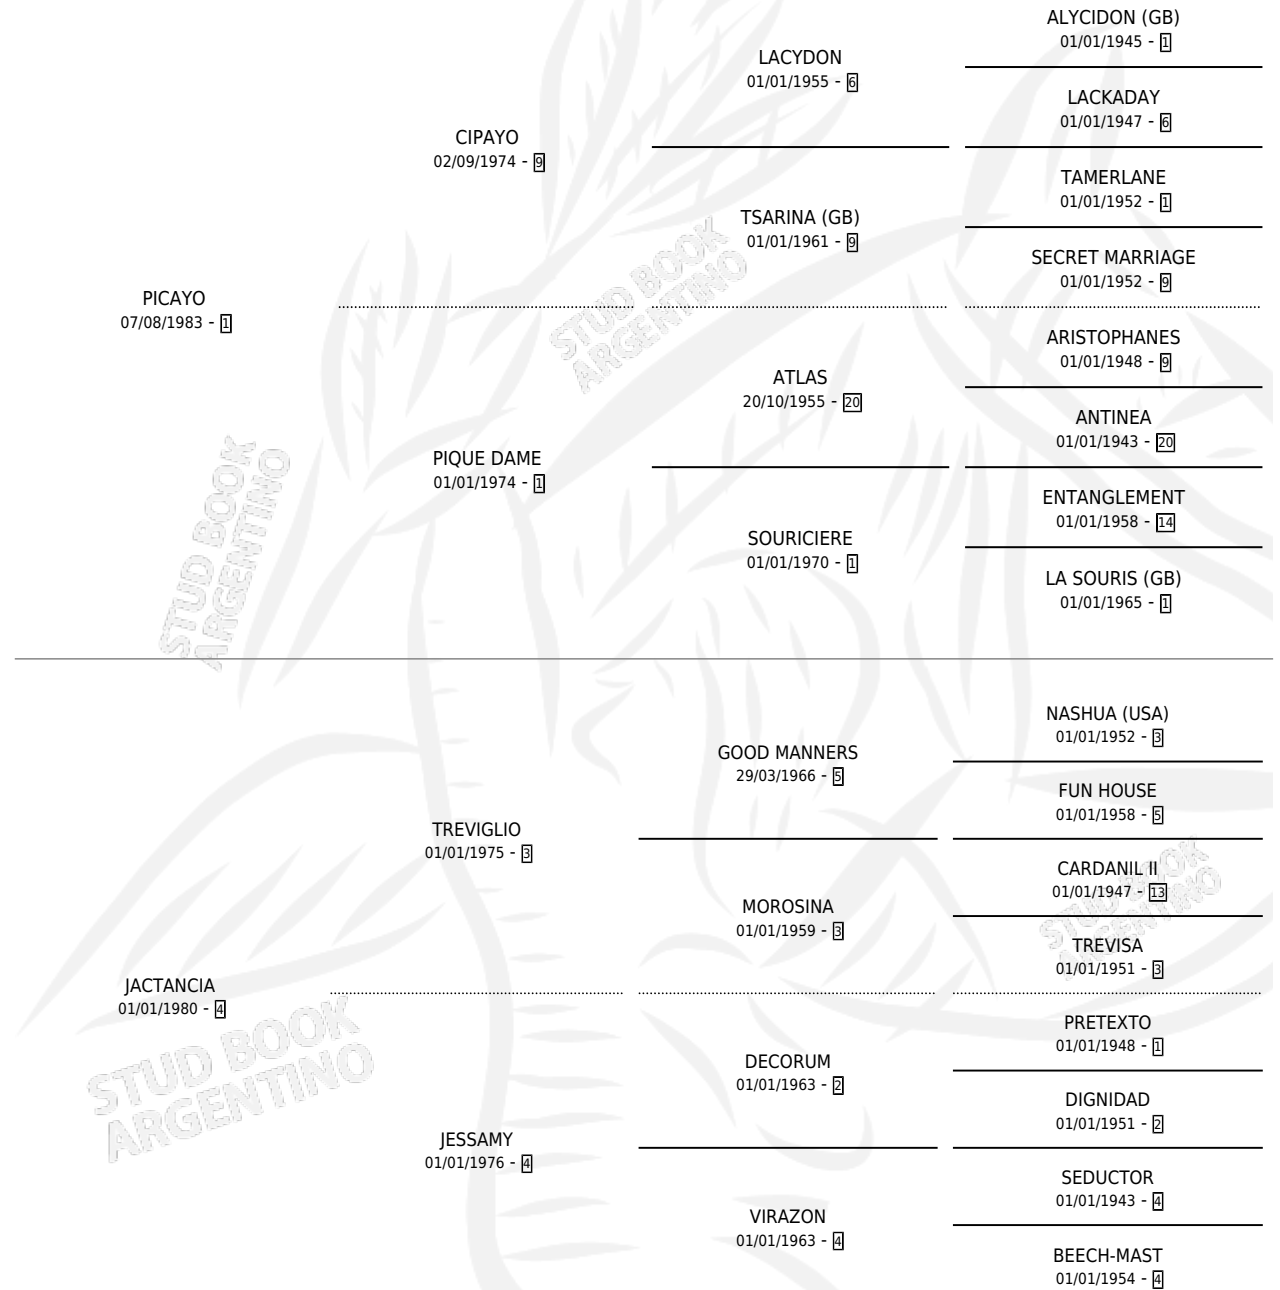 ALYCIDON (GB)
01/01/1945 - 1
LACYDON
01/01/1955 - 6
LACKADAY
01/01/1947 - 6
CIPAYO
02/09/1974 - 9
TAMERLANE
01/01/1952 - 1
TSARINA (GB)
01/01/1961 - 9
SECRET MARRIAGE
01/01/1952 - 9
PICAYO
07/08/1983 - 1
ARISTOPHANES
01/01/1948 - 9
ATLAS
20/10/1955 - 20
ANTINEA
01/01/1943 - 20
PIQUE DAME
01/01/1974 - 1
ENTANGLEMENT
01/01/1958 - 14
SOURICIERE
01/01/1970 - 1
LA SOURIS (GB)
01/01/1965 - 1
NASHUA (USA)
01/01/1952 - 3
GOOD MANNERS
29/03/1966 - 5
FUN HOUSE
01/01/1958 - 5
TREVIGLIO
01/01/1975 - 3
CARDANIL II
01/01/1947 - 13
MOROSINA
01/01/1959 - 3
TREVISA
01/01/1951 - 3
JACTANCIA
01/01/1980 - 4
PRETEXTO
01/01/1948 - 1
DECORUM
01/01/1963 - 2
DIGNIDAD
01/01/1951 - 2
JESSAMY
01/01/1976 - 4
SEDUCTOR
01/01/1943 - 4
VIRAZON
01/01/1963 - 4
BEECH-MAST
01/01/1954 - 4
STUD BOOK
ARGENTINO
STUD BOOK
ARGENTINO
STUD BOOK
ARGENTINO
STUD BOOK
ARGENTINO